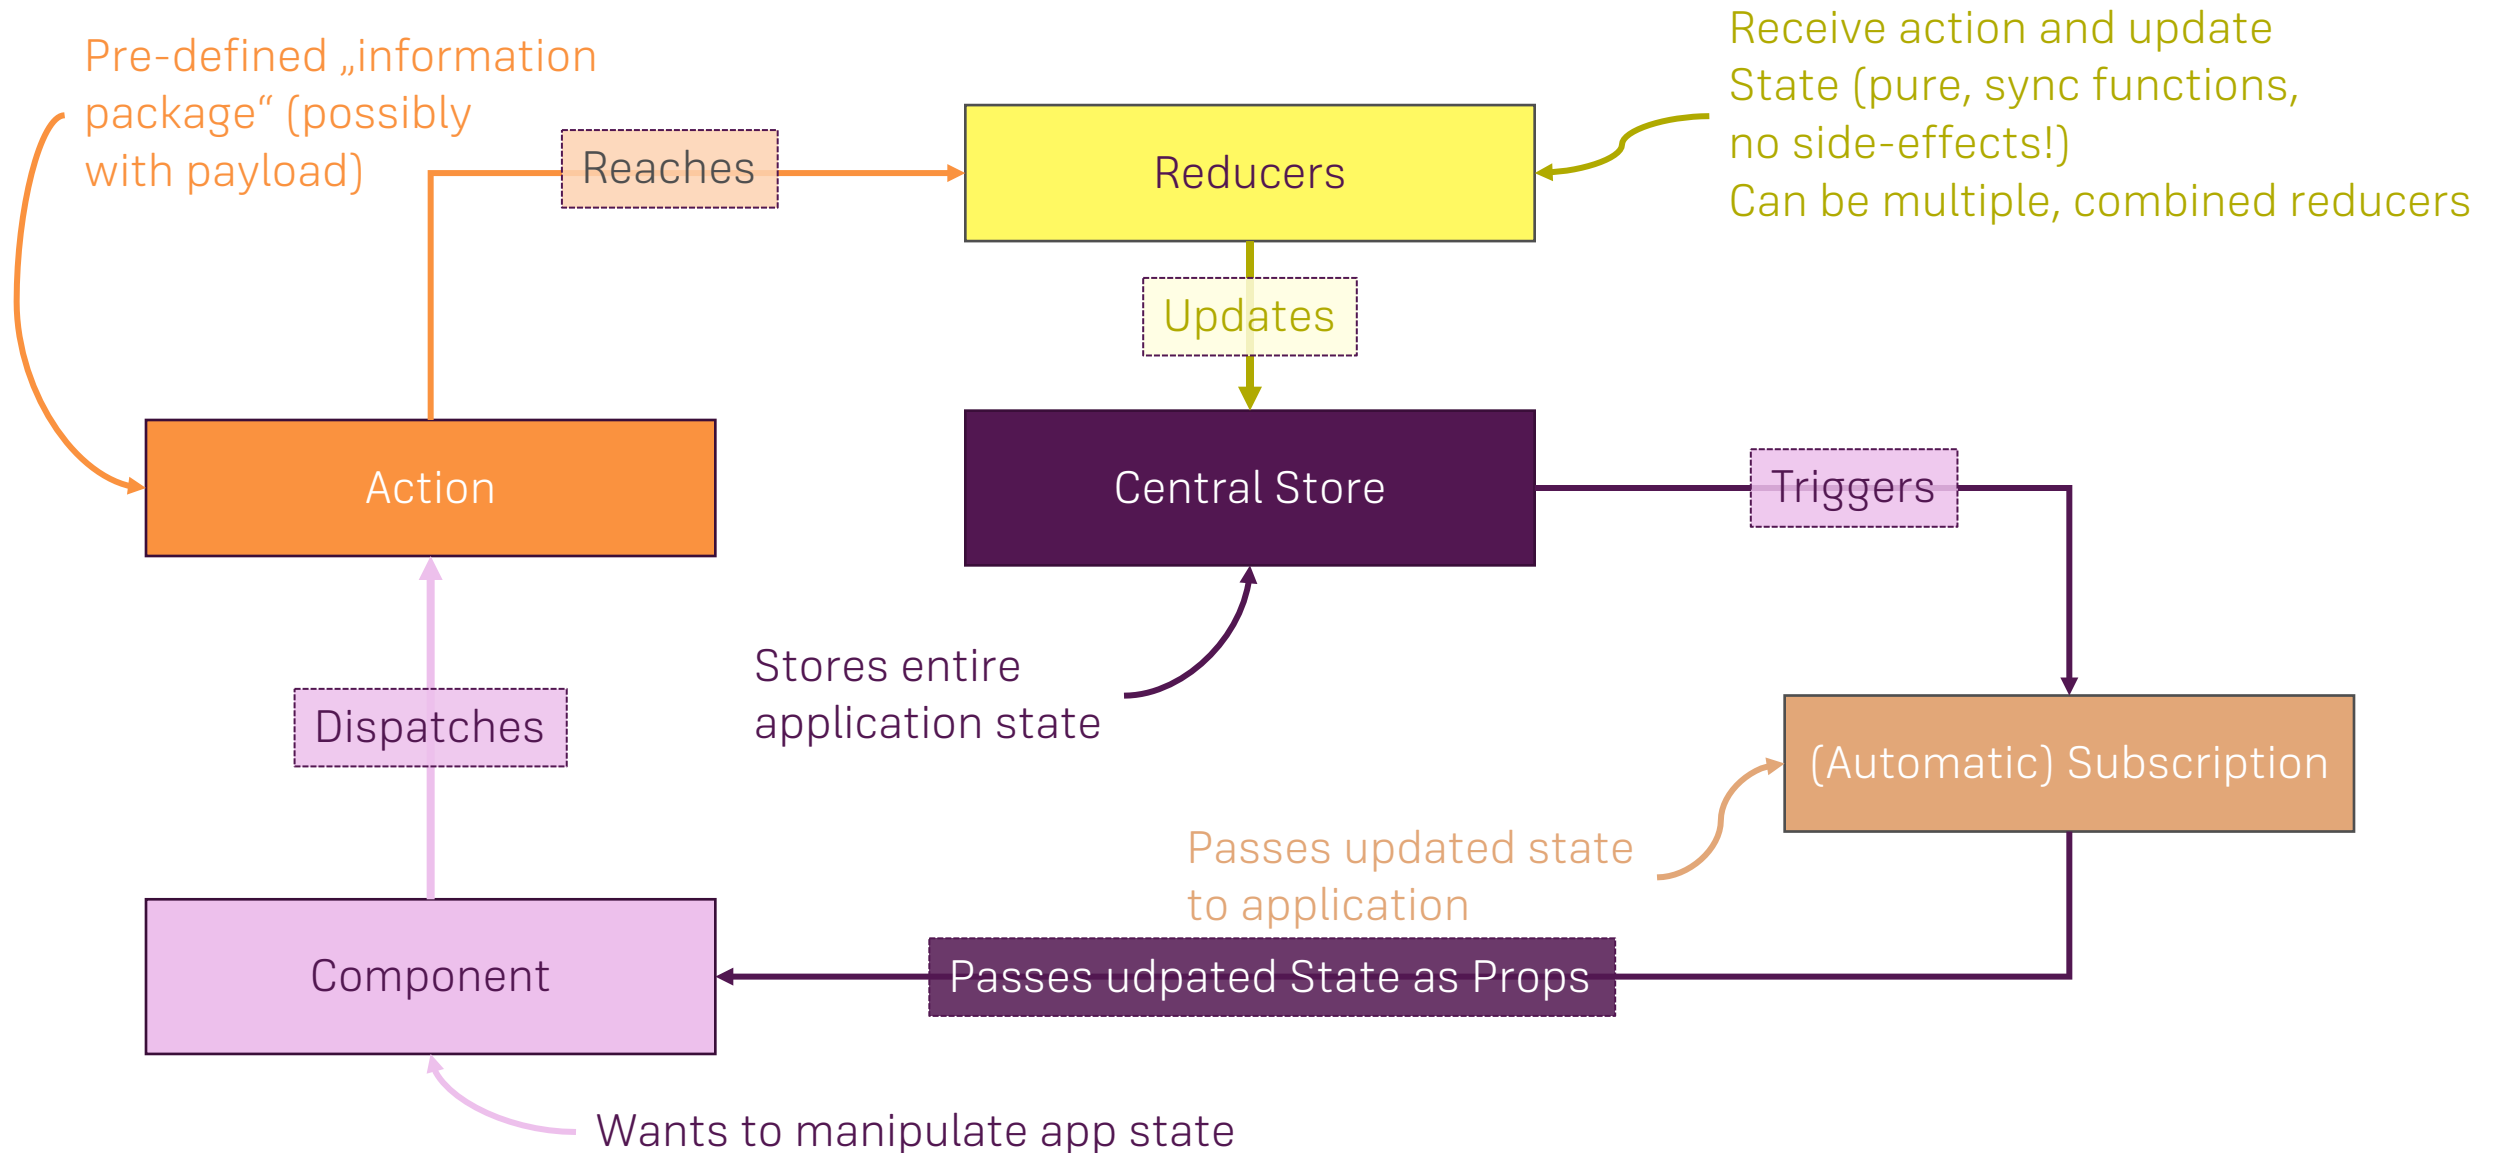 Pre-defined „information
package“ (possibly
with payload)
Reaches
Reducers
Receive action and update
State (pure, sync functions,
no side-effects!)
Can be multiple, combined reducers
Updates
Action
Central Store
Triggers
Stores entire
application state
Dispatches
(Automatic) Subscription
Passes updated state
to application
Component
Passes udpated State as Props
Wants to manipulate app state